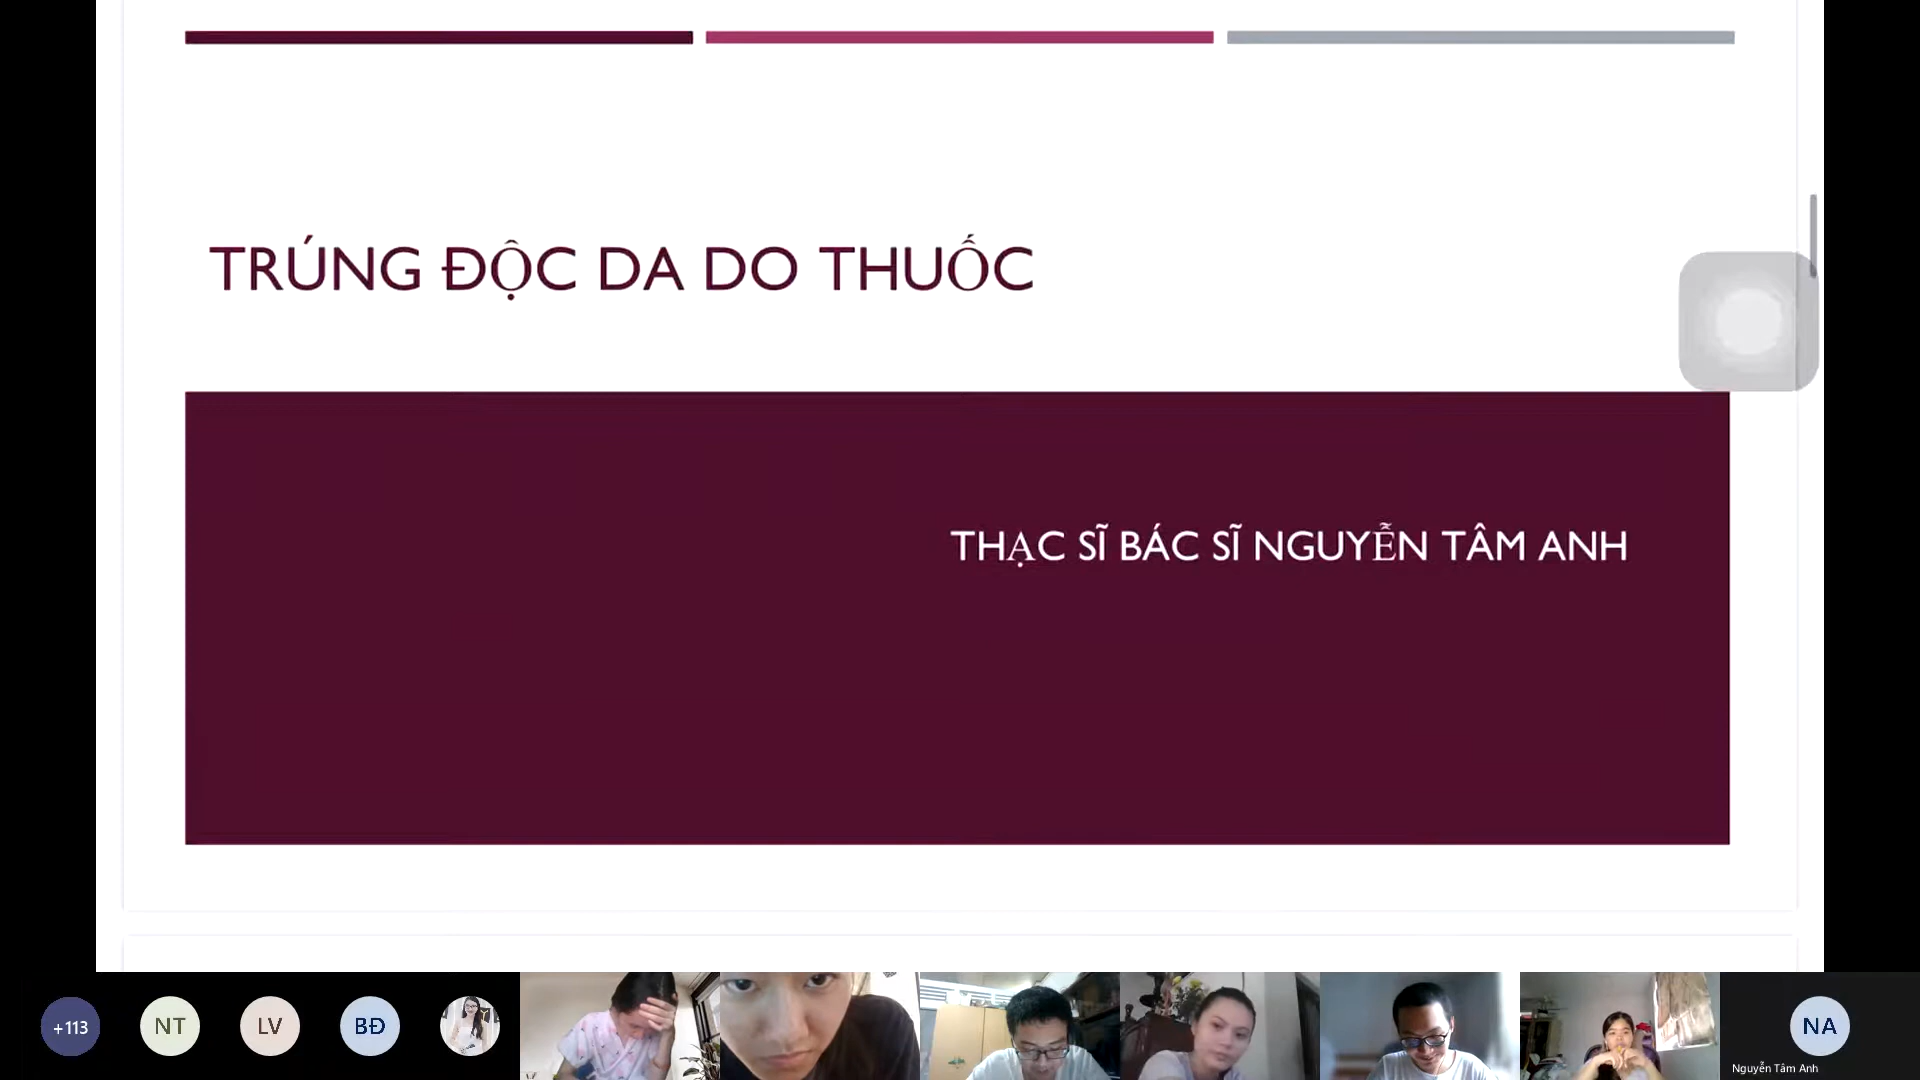 TRÚNG ĐỘC DA DO THUỐC
THẠC SĨ BÁC SĨ NGUYỄN TÂM ANH
+113
NT
LV
BĐ
NA
Nguyễn Tâm Anh